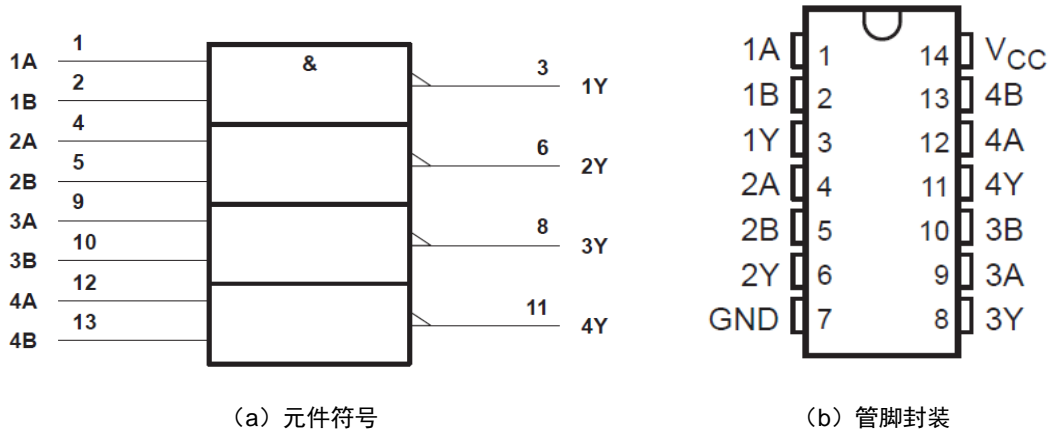 1
1A
&
3
1Y
2
1B
4
2A
6
2Y
5
2B
9
3A
8
3Y
10
3B
12
4A
11
4Y
13
4B
1A 1 14 VCC
1B 2 13 4B
1Y 3 12 4A
2A 4 11 4Y
2B 5 10 3B
2Y 6 9 3A
GND 7 8 3Y
（a）元件符号
（b）管脚封装